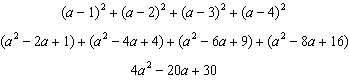 (a − 1)² + (a − 2)² + (a − 3)² + (a − 4)²
(a² − 2a + 1) + (a² − 4a + 4) + (a² − 6a + 9) + (a² − 8a + 16)
4a² − 20a + 30